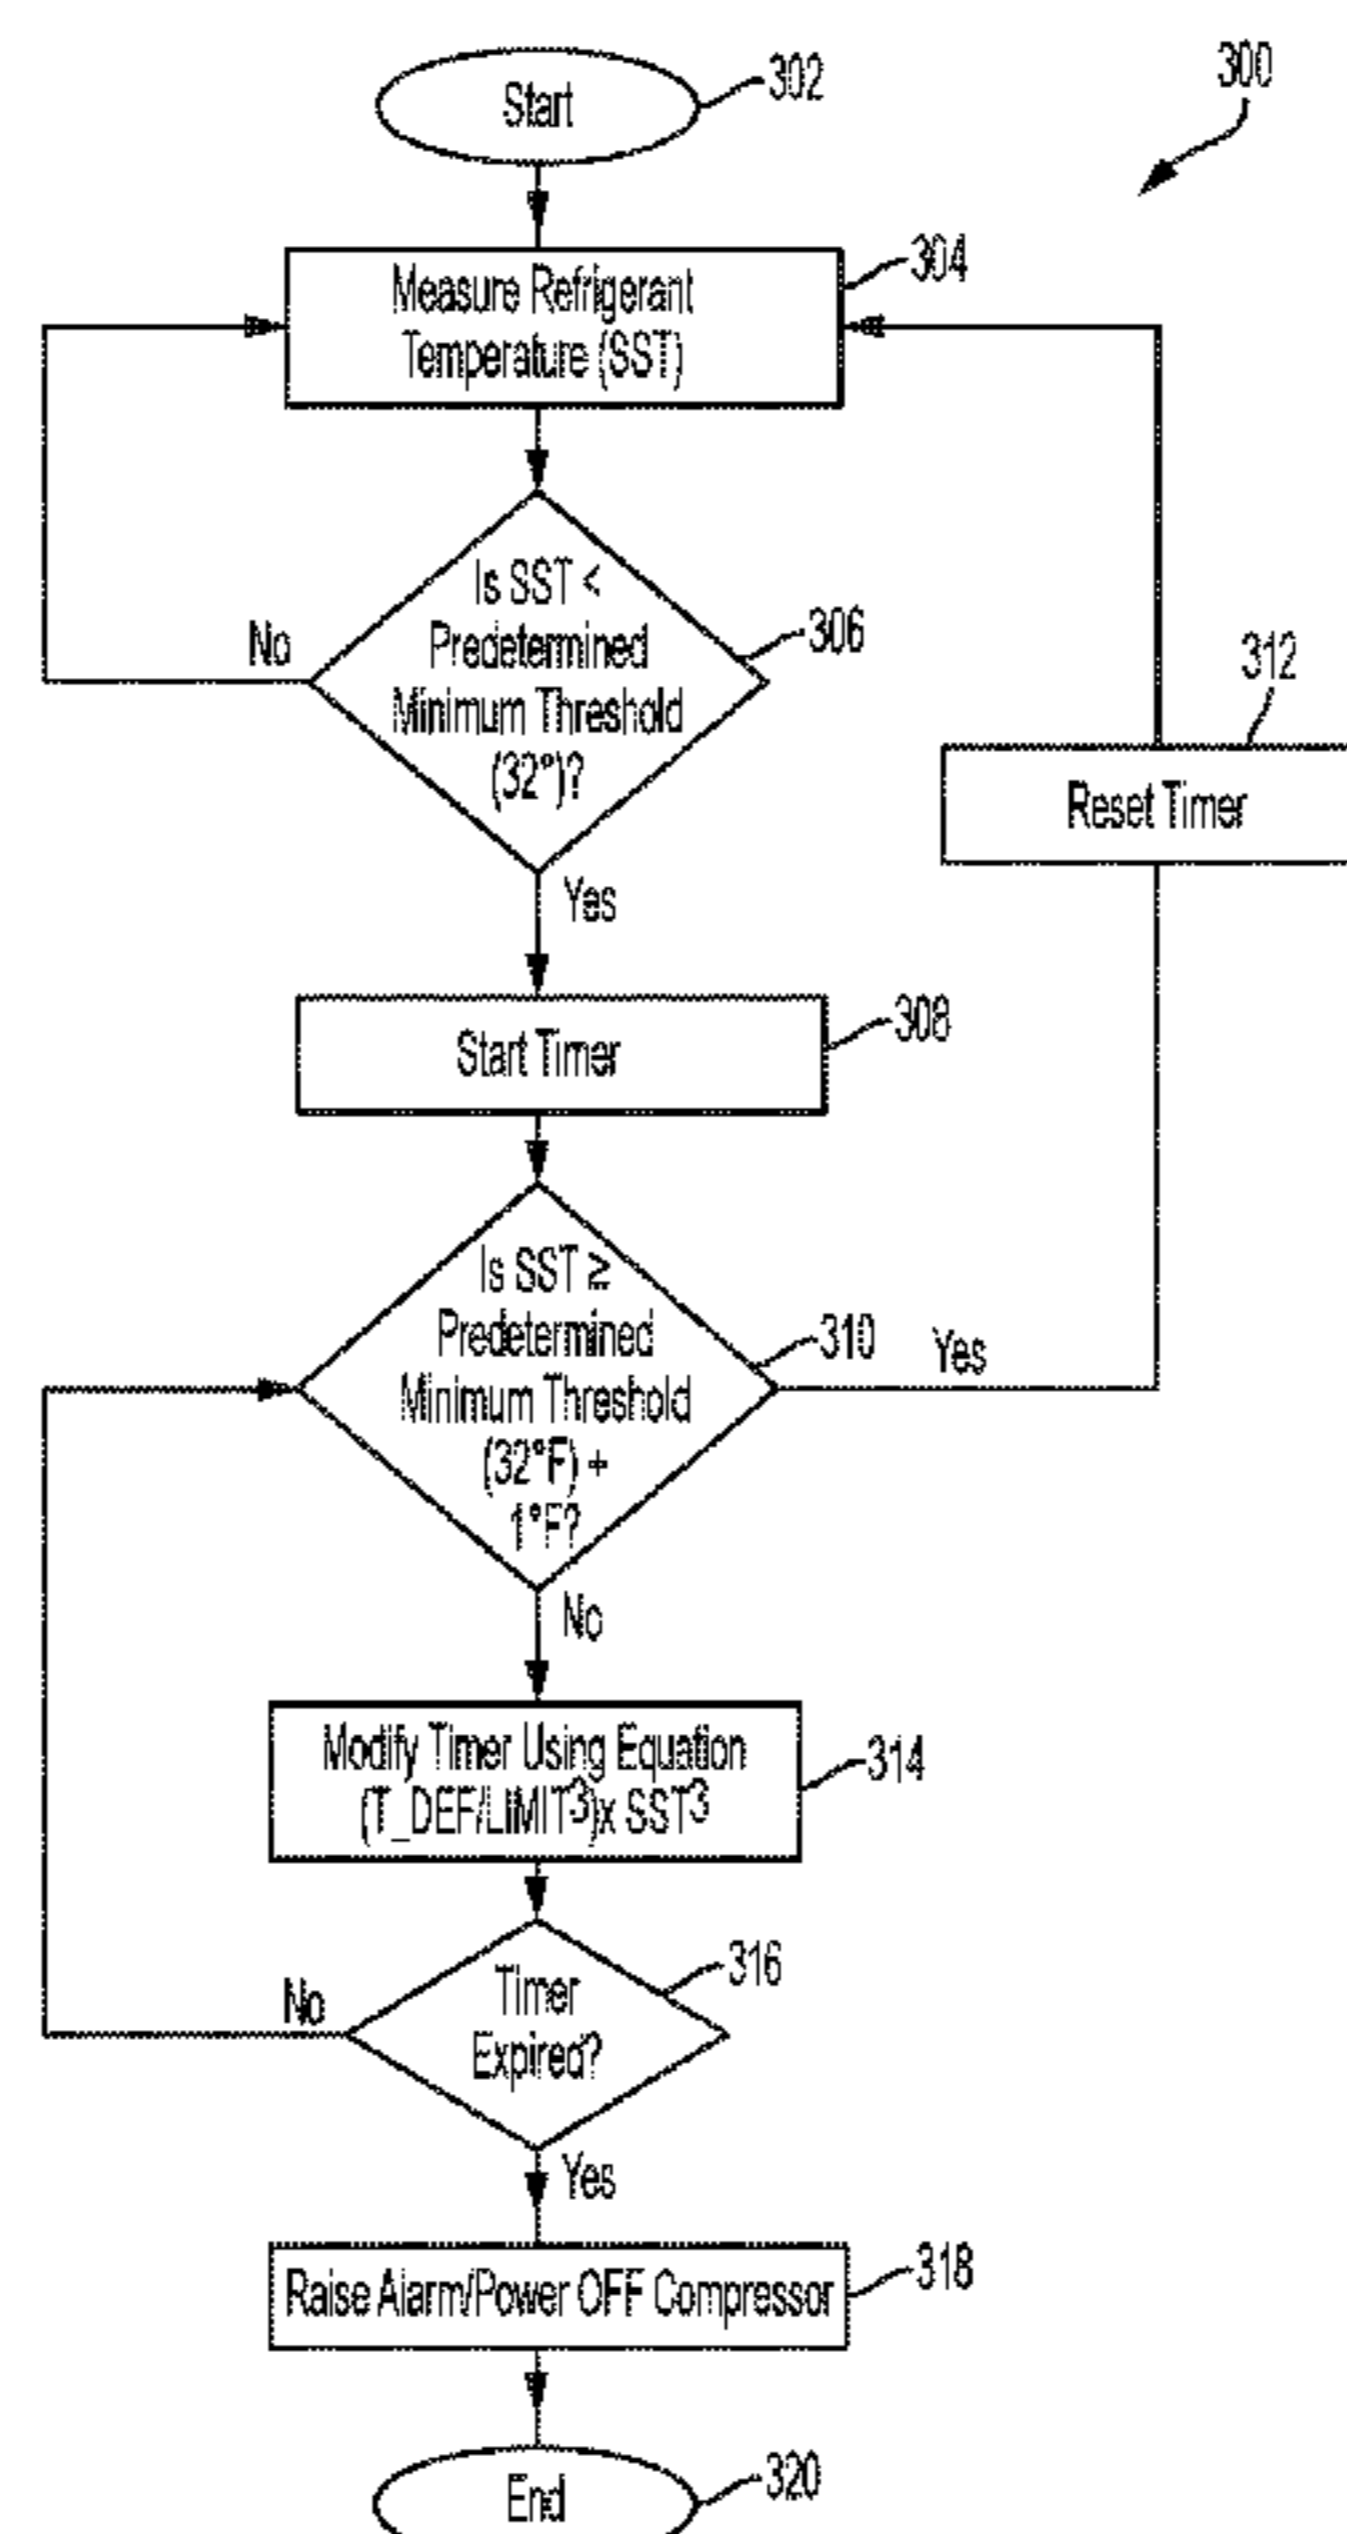 Start
302
300
Measure Refrigerant
Temperature (SST)
304
Is SST <
Predetermined
Minimum Threshold
(32°)?
306
No
Yes
312
Reset Timer
Start Timer
308
Is SST ≥
Predetermined
Minimum Threshold
(32°F) +
1°F?
310
Yes
No
Modify Timer Using Equation
(T_DEF/LIMIT³)x SST³
314
Timer
Expired?
316
No
Yes
Raise Alarm/Power OFF Compressor
318
End
320